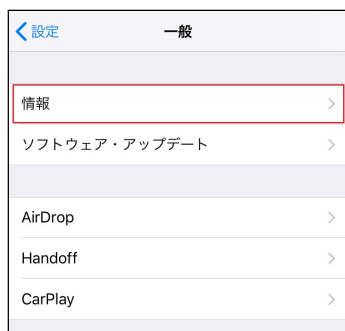 設定
一般
情報
ソフトウェア・アップデート
AirDrop
Handoff
CarPlay